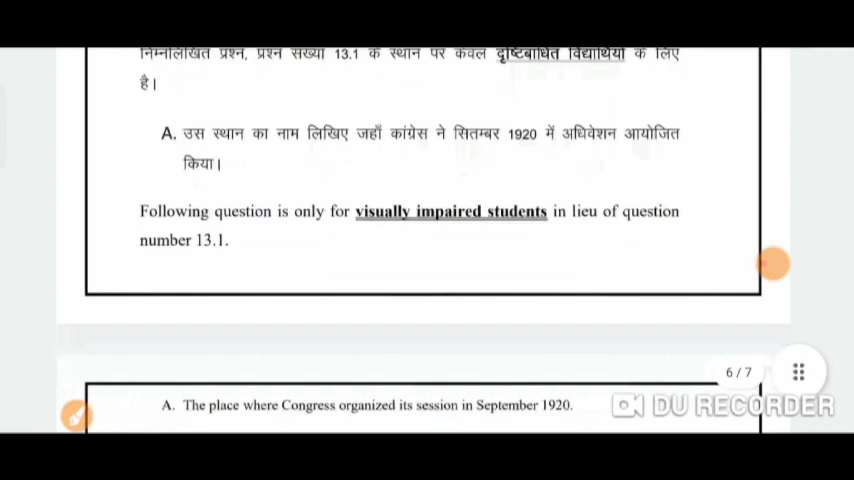 निम्नलिखित प्रश्न, प्रश्न संख्या 13.1 के स्थान पर केवल दृष्टिबाधित विद्यार्थियों के लिए
है।
A. उस स्थान का नाम लिखिए जहाँ कांग्रेस ने सितम्बर 1920 में अधिवेशन आयोजित
किया।
Following question is only for visually impaired students in lieu of question
number 13.1.
6 / 7
A. The place where Congress organized its session in September 1920.
DU RECORDER